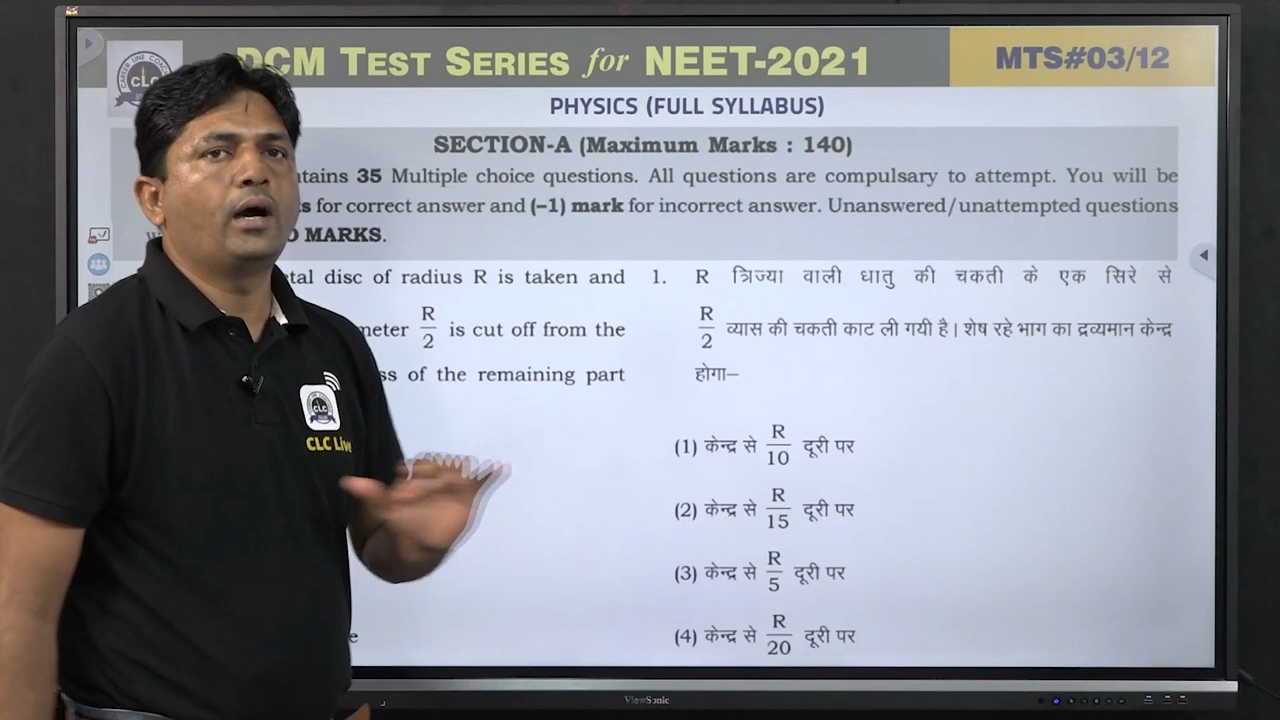 DCM TEST SERIES for NEET-2021
MTS#03/12
CLC
PHYSICS (FULL SYLLABUS)
SECTION-A (Maximum Marks : 140)
35 Multiple choice questions. All questions are compulsary to attempt. You will be
for correct answer and (–1) mark for incorrect answer. Unanswered/unattempted questions
MARKS.
disc of radius R is taken and
R/2 is cut off from the
of the remaining part
1. R त्रिज्या वाली धातु की चकती के एक सिरे से
R/2 व्यास की चकती काट ली गयी है। शेष रहे भाग का द्रव्यमान केन्द्र
होगा–
(1) केन्द्र से R/10 दूरी पर
(2) केन्द्र से R/15 दूरी पर
(3) केन्द्र से R/5 दूरी पर
(4) केन्द्र से R/20 दूरी पर
CLC
CLC Live
ViewSonic